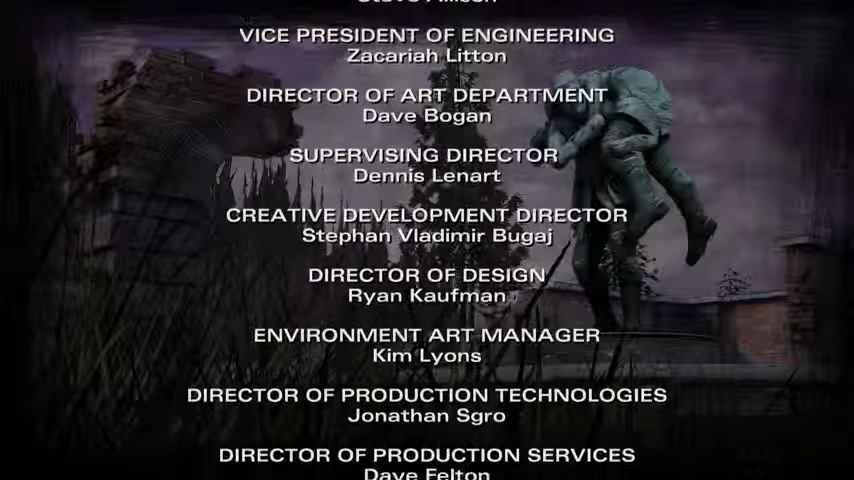 Steve Allison
VICE PRESIDENT OF ENGINEERING
Zacariah Litton
DIRECTOR OF ART DEPARTMENT
Dave Bogan
SUPERVISING DIRECTOR
Dennis Lenart
CREATIVE DEVELOPMENT DIRECTOR
Stephan Vladimir Bugaj
DIRECTOR OF DESIGN
Ryan Kaufman
ENVIRONMENT ART MANAGER
Kim Lyons
DIRECTOR OF PRODUCTION TECHNOLOGIES
Jonathan Sgro
DIRECTOR OF PRODUCTION SERVICES
Dave Felton